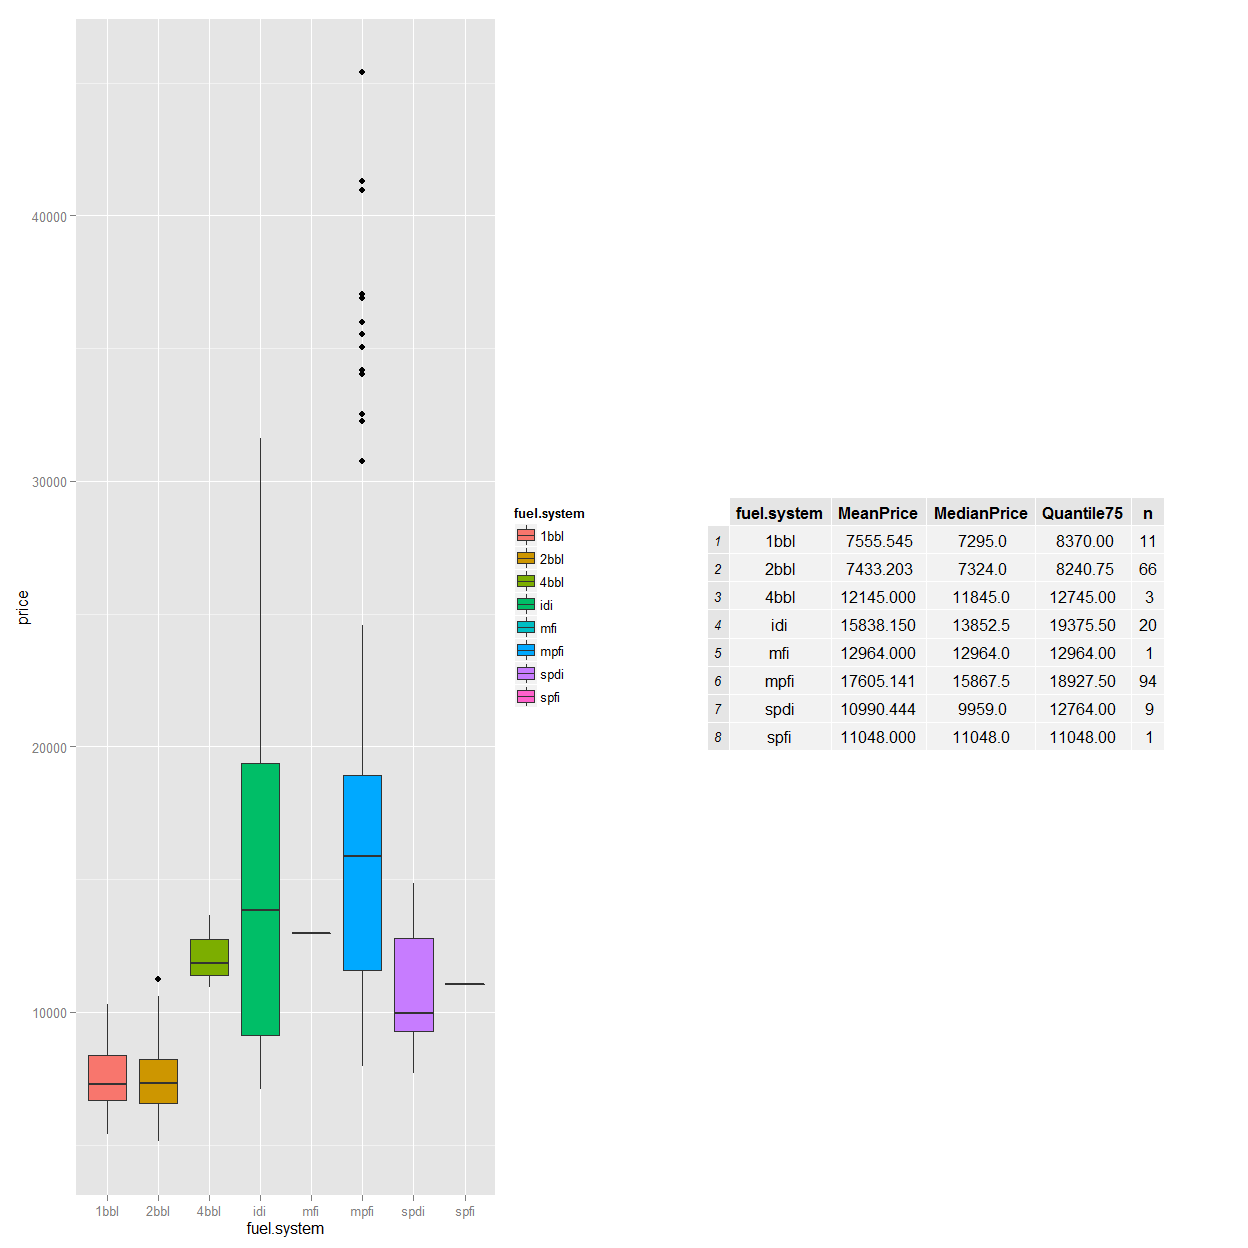 price
40000
30000
20000
10000
1bbl 2bbl 4bbl idi mfi mpfi spdi spfi
fuel.system
fuel.system
1bbl
2bbl
4bbl
idi
mfi
mpfi
spdi
spfi
fuel.system MeanPrice MedianPrice Quantile75 n
1 1bbl 7555.545 7295.0 8370.00 11
2 2bbl 7433.203 7324.0 8240.75 66
3 4bbl 12145.000 11845.0 12745.00 3
4 idi 15838.150 13852.5 19375.50 20
5 mfi 12964.000 12964.0 12964.00 1
6 mpfi 17605.141 15867.5 18927.50 94
7 spdi 10990.444 9959.0 12764.00 9
8 spfi 11048.000 11048.0 11048.00 1